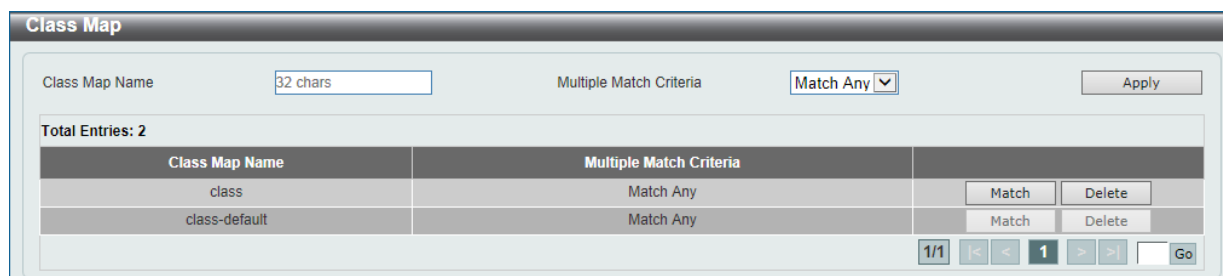 Class Map
Class Map Name 32 chars Multiple Match Criteria Match Any Apply
Total Entries: 2
Class Map Name Multiple Match Criteria
class Match Any Match Delete
class-default Match Any Match Delete
1/1 |< < 1 > >| Go